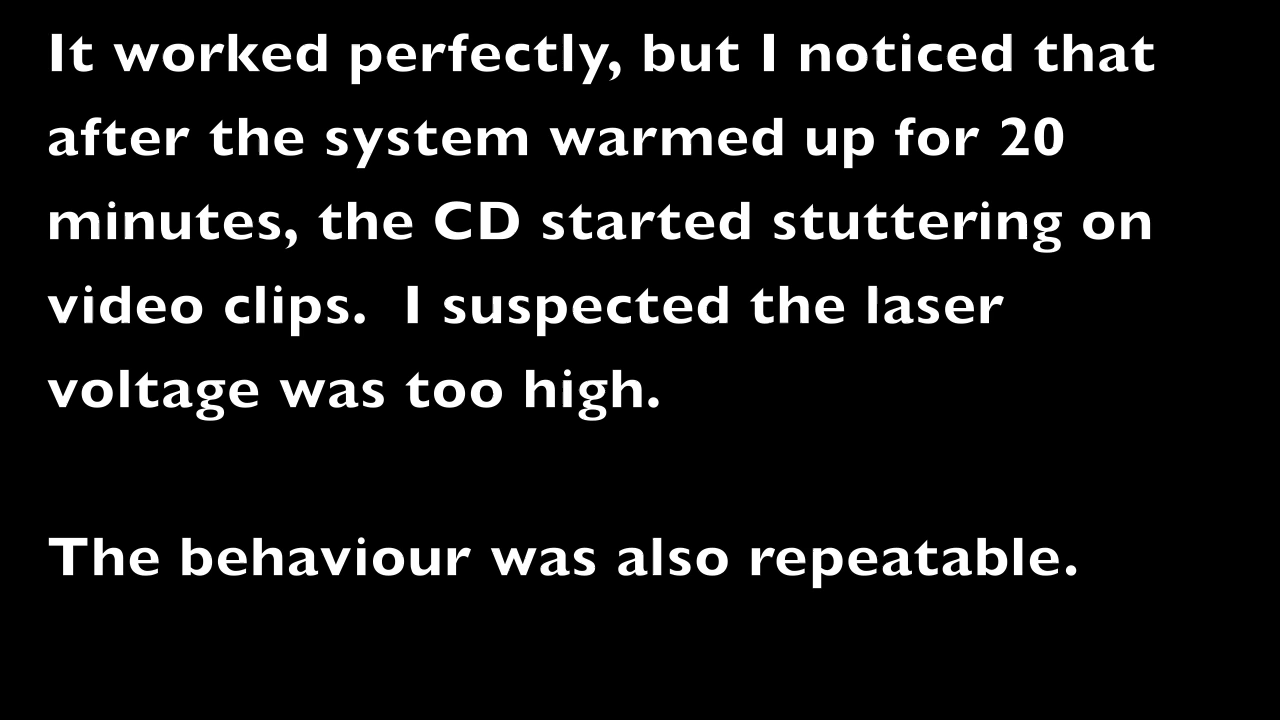 It worked perfectly, but I noticed that
after the system warmed up for 20
minutes, the CD started stuttering on
video clips.  I suspected the laser
voltage was too high.
The behaviour was also repeatable.